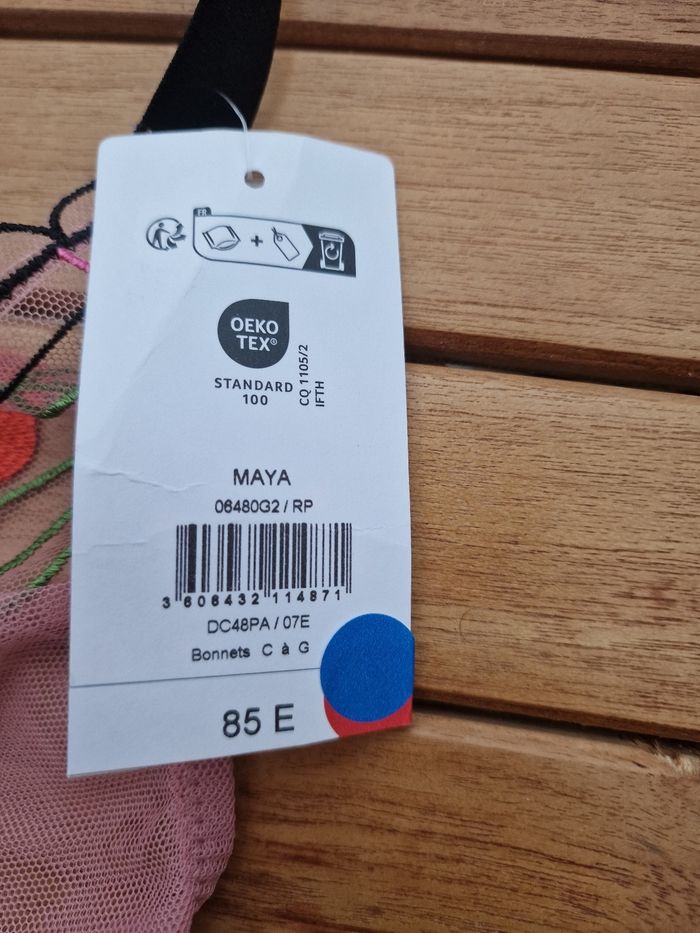 FR
OEKO
TEX®
STANDARD
100
CQ 1105/2
IFTH
MAYA
06480G2 / RP
3 608432 114871
DC48PA / 07E
Bonnets C à G
85 E